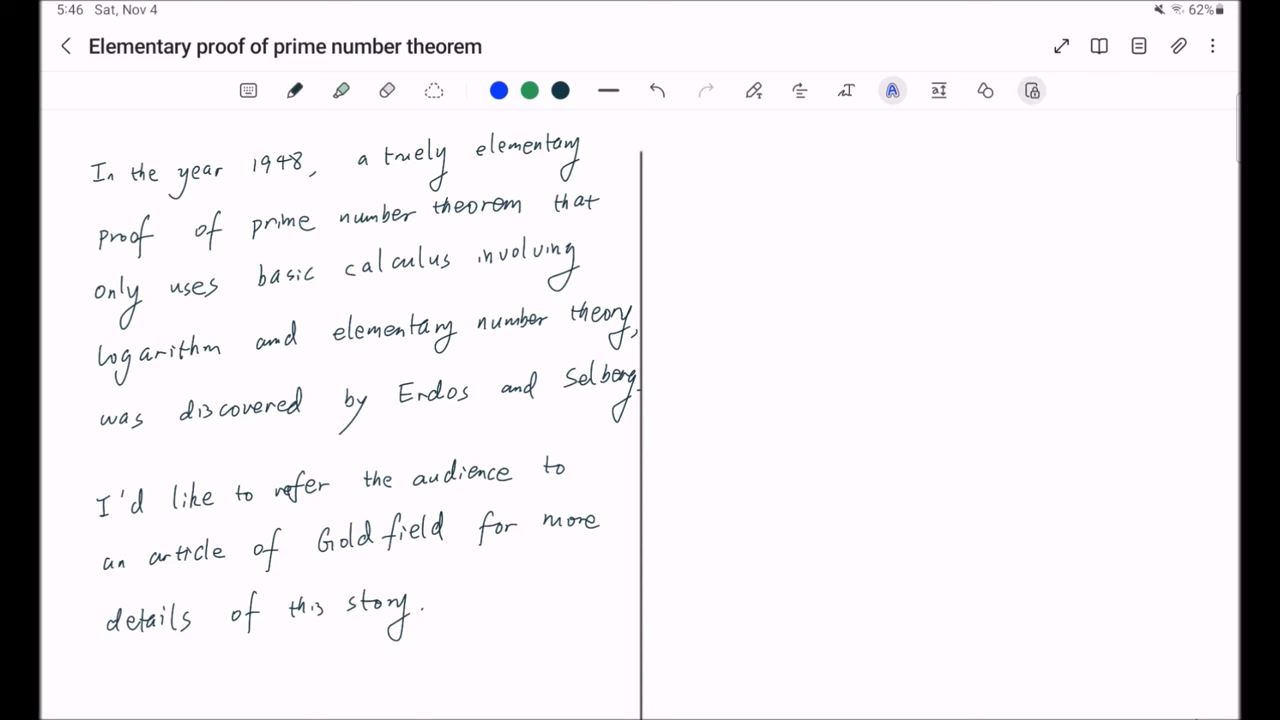 5:46 Sat, Nov 4
62%
Elementary proof of prime number theorem
In the year 1948, a truely elementary
proof of prime number theorem that
only uses basic calculus involving
logarithm and elementary number theory,
was discovered by Erdos and Selberg.
I'd like to refer the audience to
an article of Goldfield for more
details of this story.